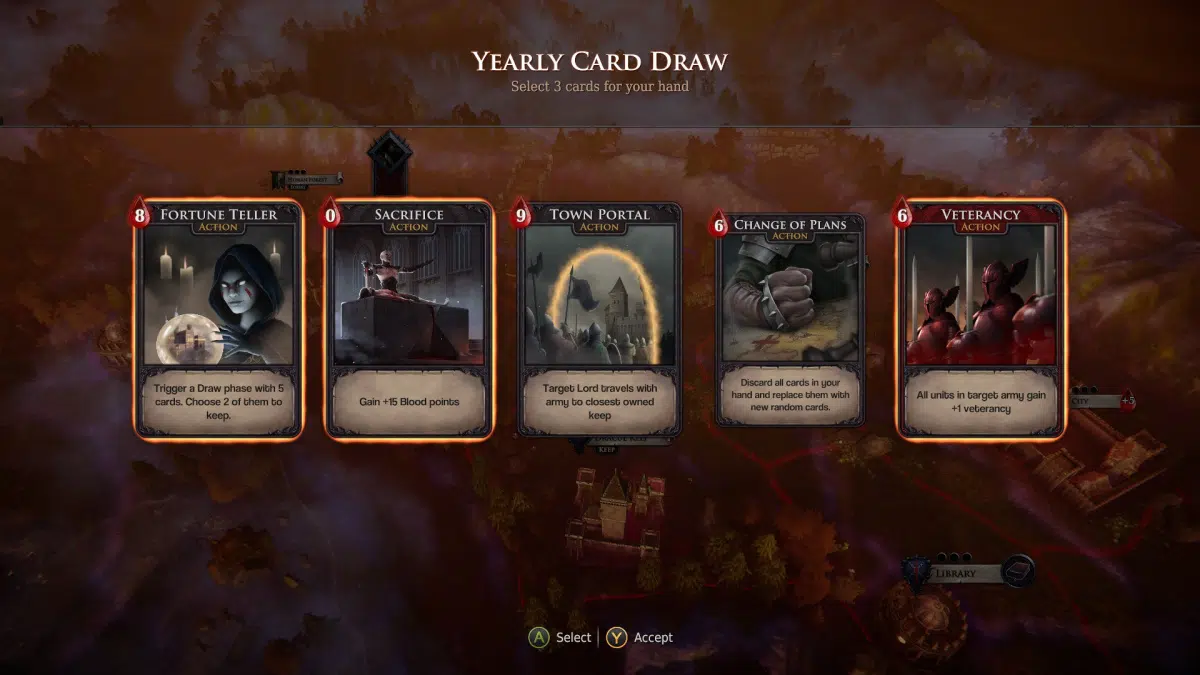 Yearly Card Draw
Select 3 cards for your hand
8
Fortune Teller
Action
Trigger a Draw phase with 5
cards. Choose 2 of them to
keep.
0
Sacrifice
Action
Gain +15 Blood points
9
Town Portal
Action
Target Lord travels with
army to closest owned
keep
6
Change of Plans
Action
Discard all cards in your
hand and replace them with
new random cards.
6
Veterancy
Action
All units in target army gain
+1 veterancy
City
+5
Keep
Library
A Select | Y Accept